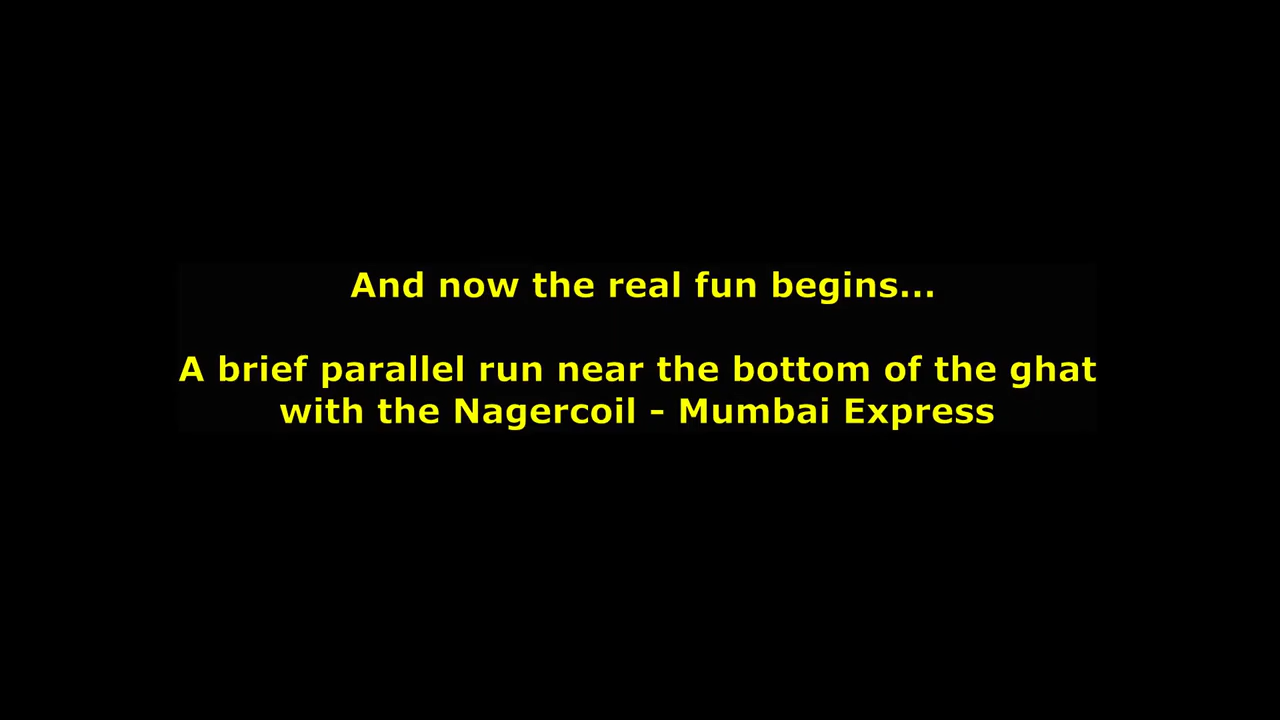 And now the real fun begins...
A brief parallel run near the bottom of the ghat
with the Nagercoil - Mumbai Express